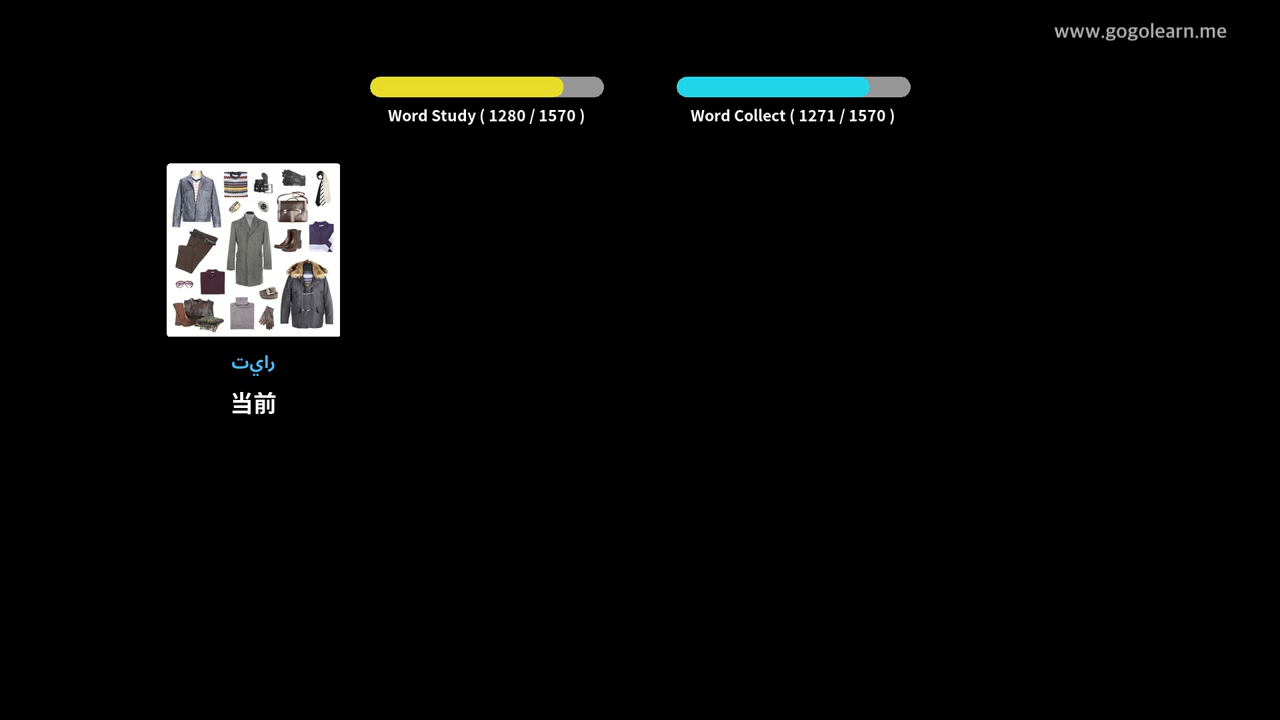 www.gogolearn.me
Word Study ( 1280 / 1570 )
Word Collect ( 1271 / 1570 )
رايت
当前